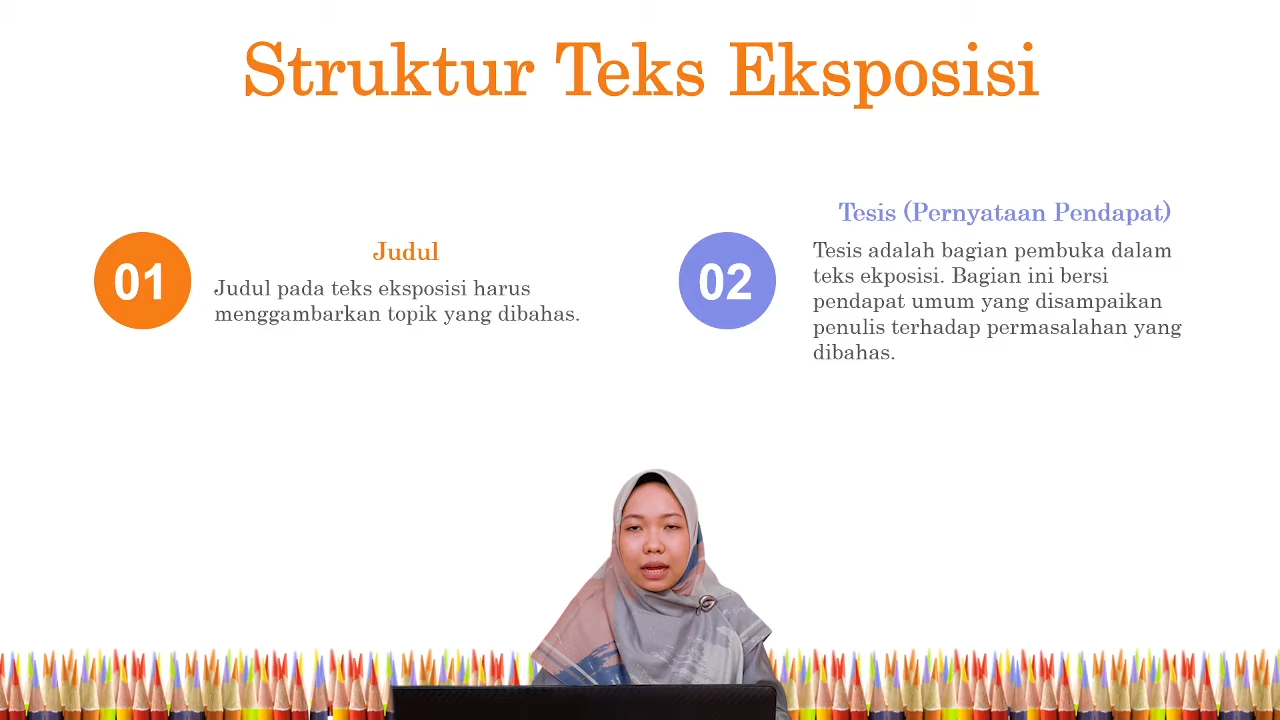 Struktur Teks Eksposisi
01
Judul
Judul pada teks eksposisi harus
menggambarkan topik yang dibahas.
02
Tesis (Pernyataan Pendapat)
Tesis adalah bagian pembuka dalam
teks ekposisi. Bagian ini bersi
pendapat umum yang disampaikan
penulis terhadap permasalahan yang
dibahas.